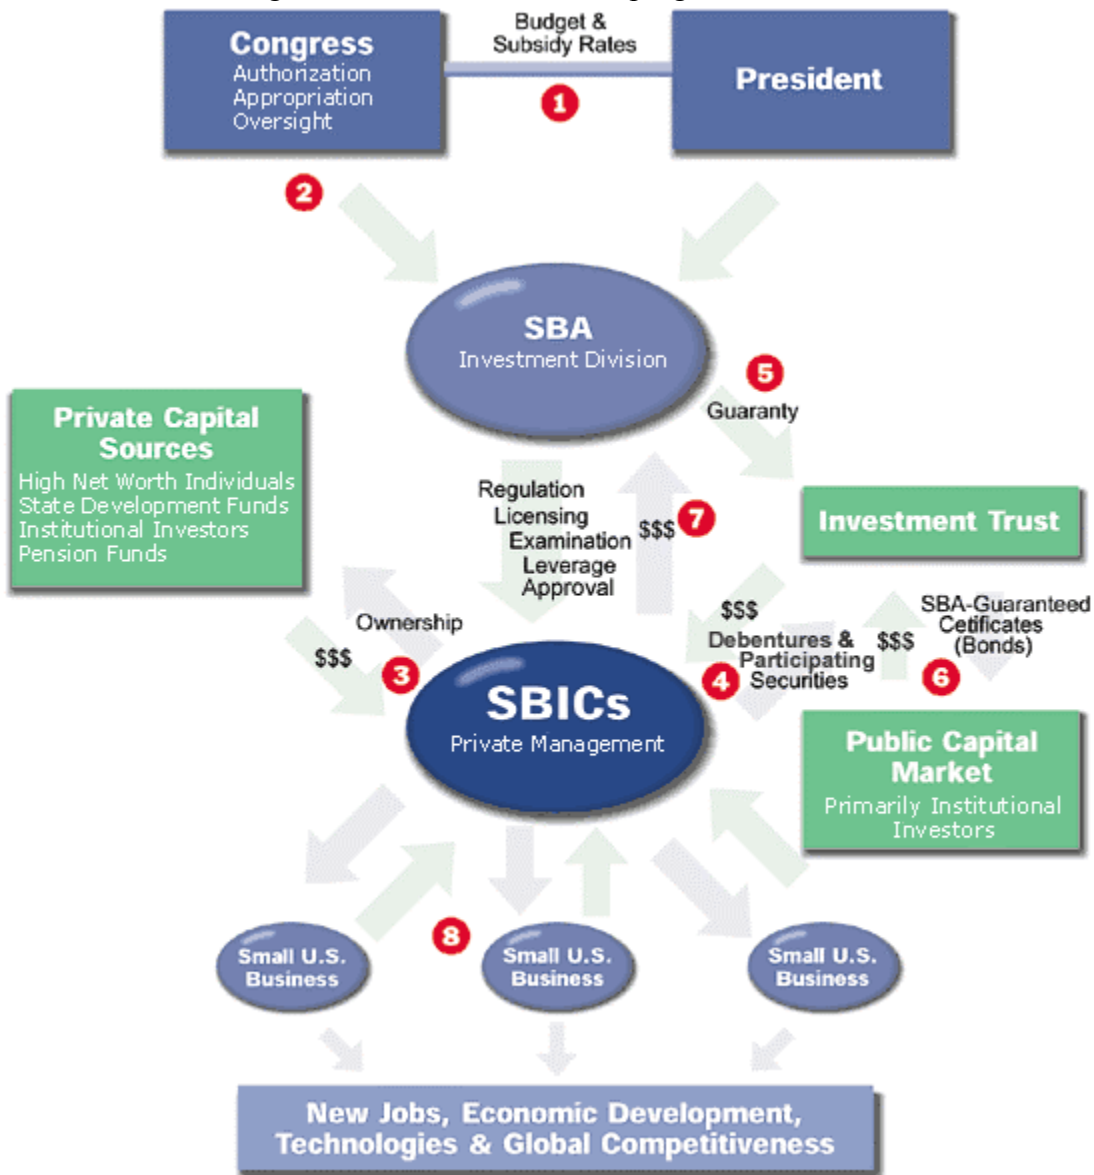 Budget &
Subsidy Rates
Congress
Authorization
Appropriation
Oversight
1
President
2
SBA
Investment Division
5
Guaranty
Private Capital
Sources
High Net Worth Individuals
State Development Funds
Institutional Investors
Pension Funds
Regulation
Licensing
Examination
Leverage
Approval
$$$
7
Investment Trust
Ownership
$$$
3
$$$
Debentures &
Participating
Securities
4
$$$
SBA-Guaranteed
Cetificates
(Bonds)
6
SBICs
Private Management
Public Capital
Market
Primarily Institutional
Investors
8
Small U.S.
Business
Small U.S.
Business
Small U.S.
Business
New Jobs, Economic Development,
Technologies & Global Competitiveness